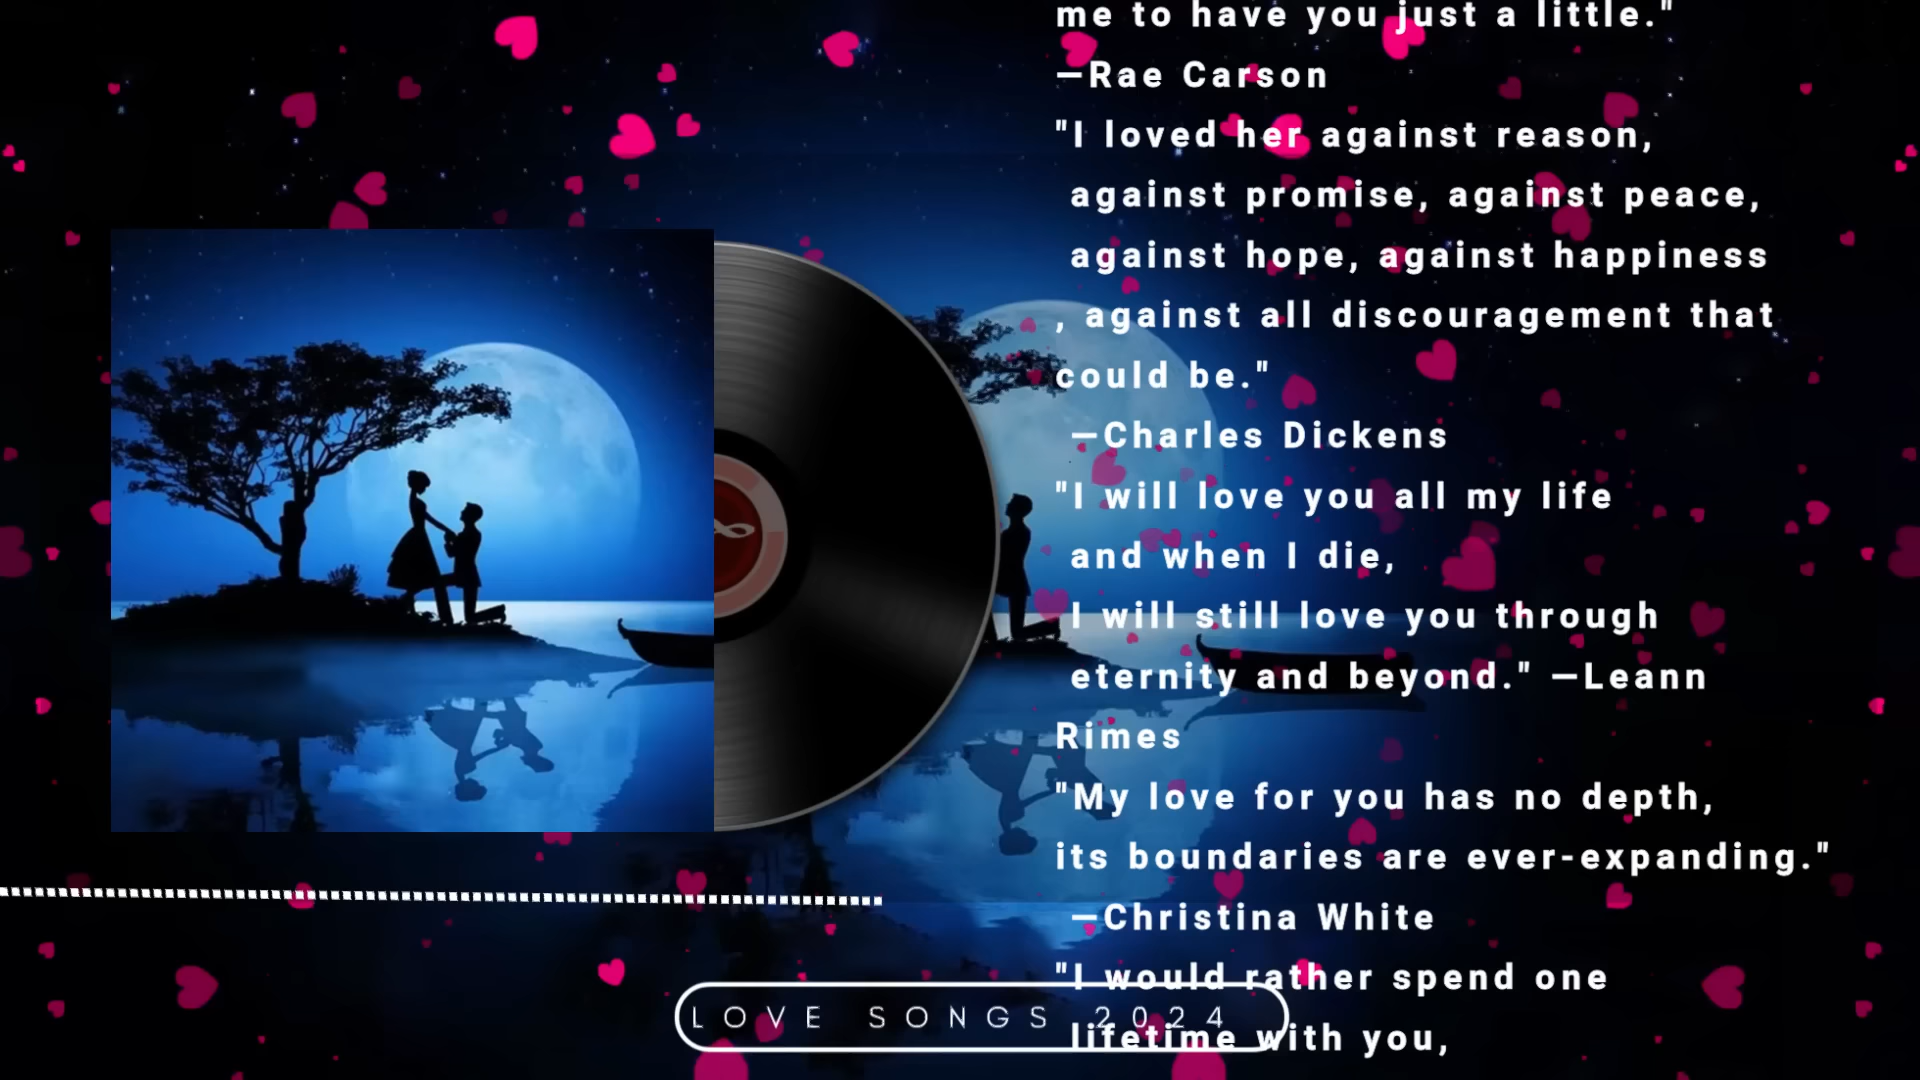 me to have you just a little."
—Rae Carson
"I loved her against reason,
against promise, against peace,
against hope, against happiness
, against all discouragement that
could be."
—Charles Dickens
"I will love you all my life
and when I die,
I will still love you through
eternity and beyond." —Leann
Rimes
"My love for you has no depth,
its boundaries are ever-expanding."
—Christina White
"I would rather spend one
lifetime with you,
LOVE SONGS 2024